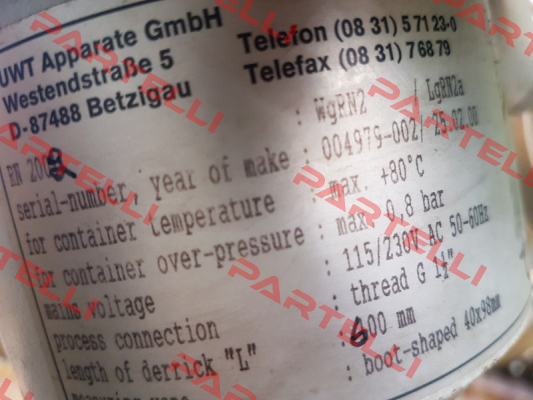 UWT Apparate GmbH
Westendstraße 5
D-87488 Betzigau
Telefon (08 31) 5 71 23-0
Telefax (08 31) 7 68 79
RN 200 : WgRN2 / LgRN2a
serial-number, year of make : 004979-002/ 25.02.00
for container temperature : max. +80°C
for container over-pressure : max. 0,8 bar
mains voltage : 115/230V AC 50-60Hz
process connection : thread G 1½"
length of derrick "L" : 600 mm
: boot-shaped 40x98mm
PARTELLI